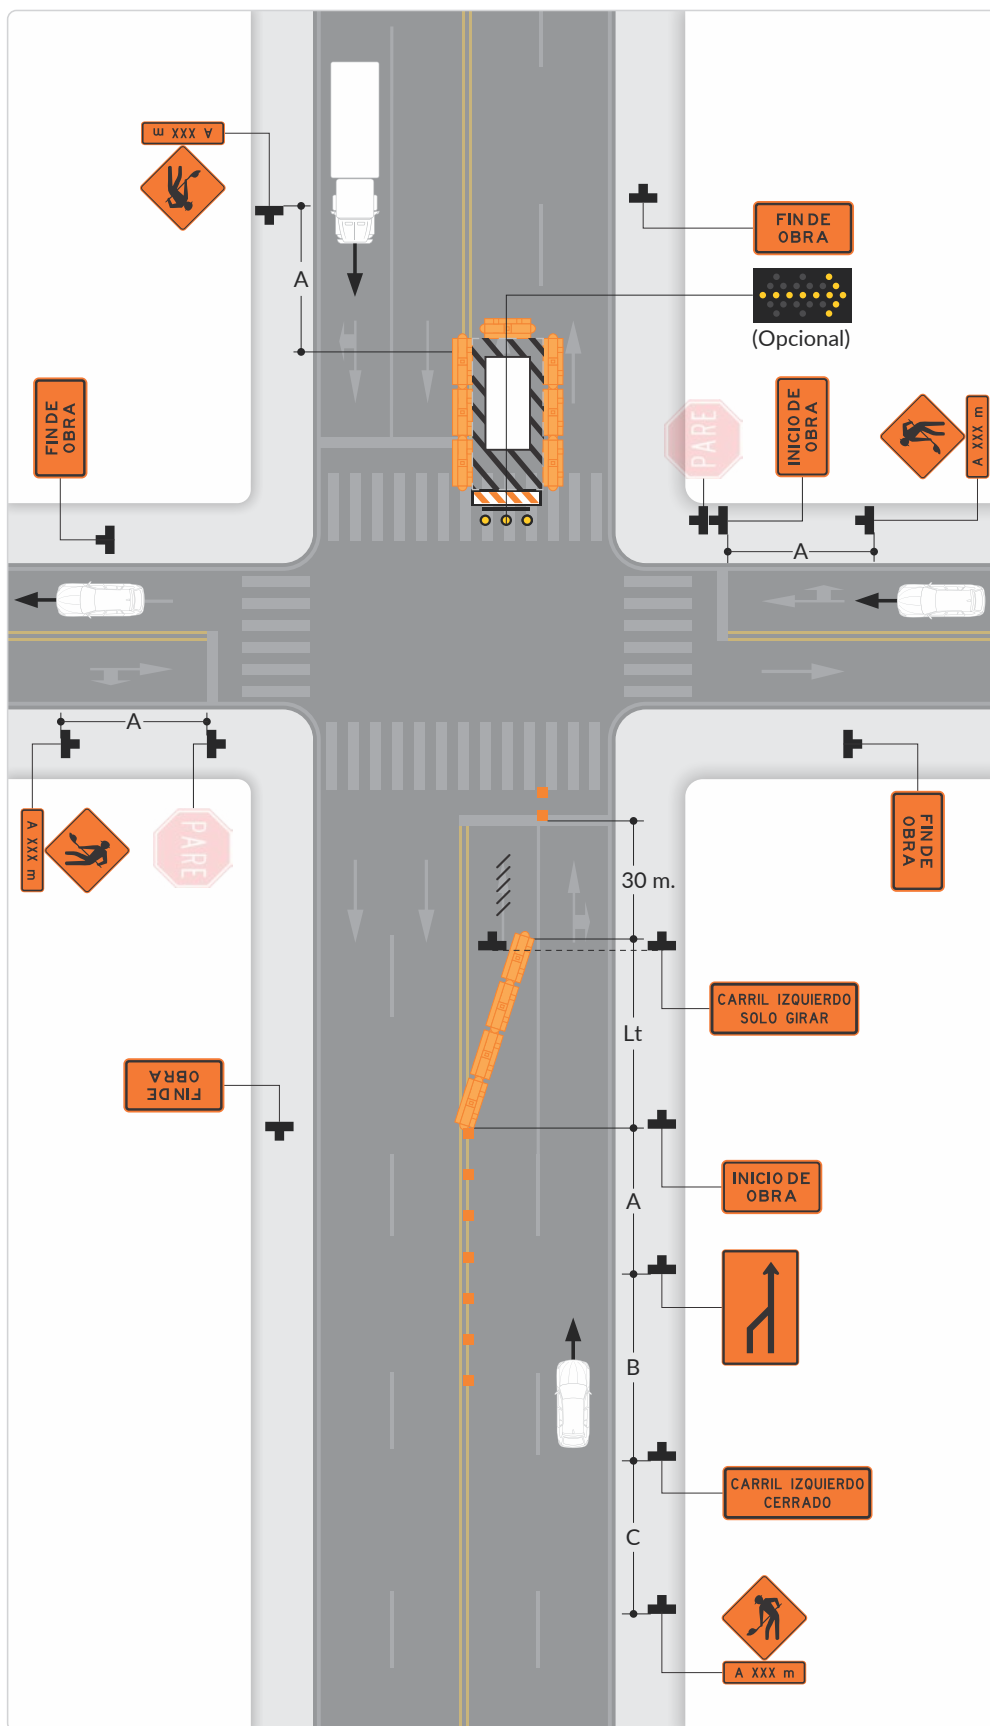 A XXX m
A
FIN DE
OBRA
(Opcional)
FIN DE
OBRA
PARE
INICIO DE
OBRA
A XXX m
A
A
A XXX m
PARE
FIN DE
OBRA
30 m.
CARRIL IZQUIERDO
SOLO GIRAR
Lt
FIN DE
OBRA
INICIO DE
OBRA
A
B
CARRIL IZQUIERDO
CERRADO
C
A XXX m